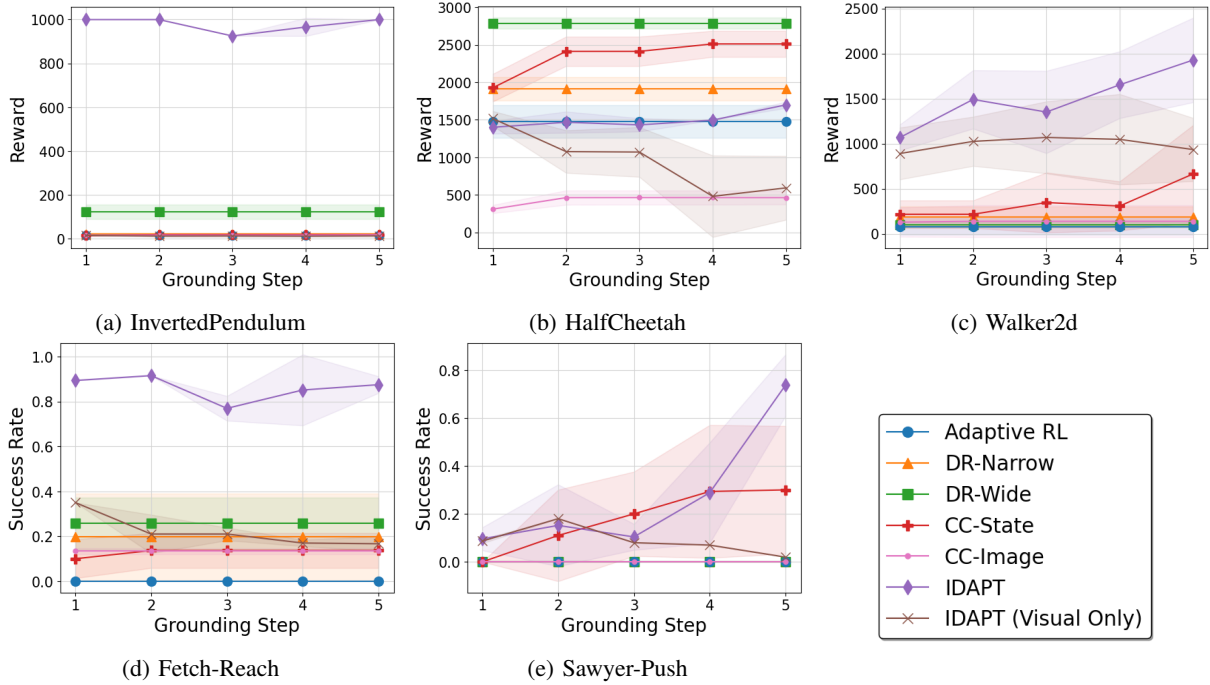 1000
800
600
400
200
0
Reward
1 2 3 4 5
Grounding Step
(a) InvertedPendulum
3000
2500
2000
1500
1000
500
0
Reward
1 2 3 4 5
Grounding Step
(b) HalfCheetah
2500
2000
1500
1000
500
0
Reward
1 2 3 4 5
Grounding Step
(c) Walker2d
1.0
0.8
0.6
0.4
0.2
0.0
Success Rate
1 2 3 4 5
Grounding Step
(d) Fetch-Reach
0.8
0.6
0.4
0.2
0.0
Success Rate
1 2 3 4 5
Grounding Step
(e) Sawyer-Push
Adaptive RL
DR-Narrow
DR-Wide
CC-State
CC-Image
IDAPT
IDAPT (Visual Only)